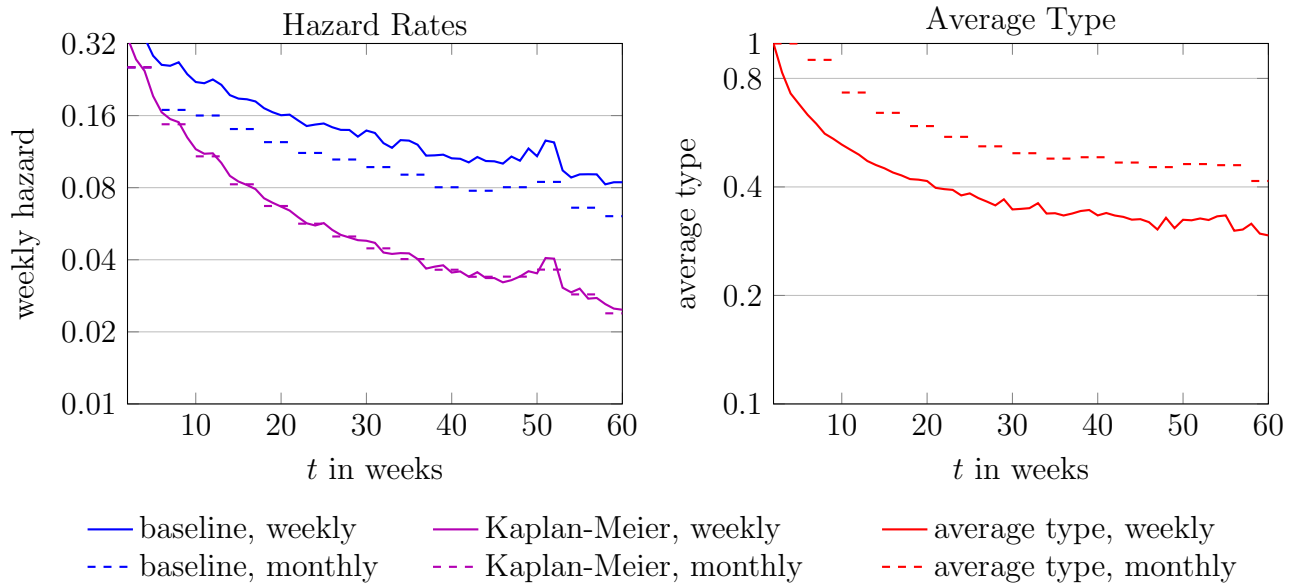 Hazard Rates
0.32
0.16
0.08
0.04
0.02
0.01
weekly hazard
10 20 30 40 50 60
t in weeks
Average Type
1
0.8
0.4
0.2
0.1
average type
10 20 30 40 50 60
t in weeks
baseline, weekly
baseline, monthly
Kaplan-Meier, weekly
Kaplan-Meier, monthly
average type, weekly
average type, monthly